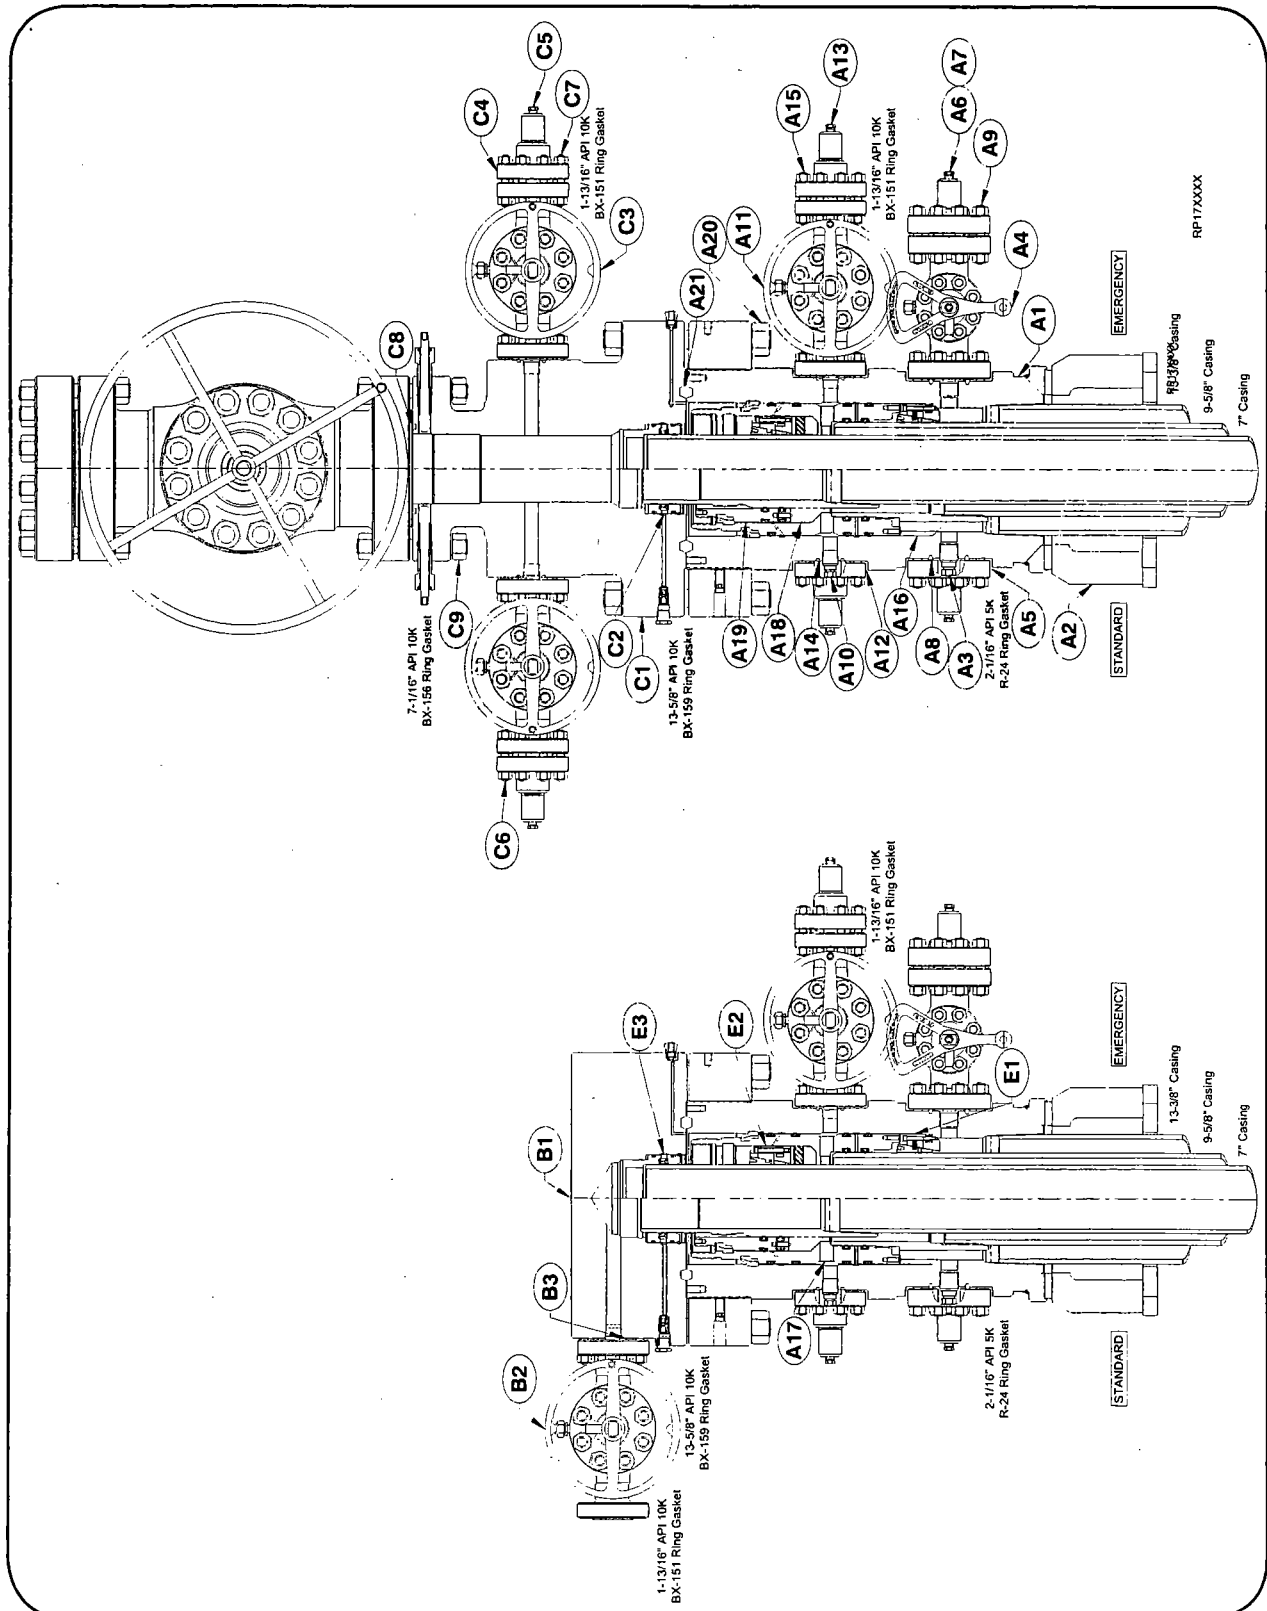 C5
C4
C7
1-13/16" API 10K
BX-151 Ring Gasket
C3
C8
C9
7-1/16" API 10K
BX-156 Ring Gasket
C6
C2
C1
13-5/8" API 10K
BX-159 Ring Gasket
A13
A15
1-13/16" API 10K
BX-151 Ring Gasket
A11
A20
A21
A6
A7
A9
A4
A1
EMERGENCY
RP17XXXX
13-3/8" Casing
9-5/8" Casing
7" Casing
A19
A18
A14
A10
A12
A16
A8
A3
A5
A2
2-1/16" API 5K
R-24 Ring Gasket
STANDARD
B1
B2
B3
E3
E2
E1
A17
1-13/16" API 10K
BX-151 Ring Gasket
13-5/8" API 10K
BX-159 Ring Gasket
1-13/16" API 10K
BX-151 Ring Gasket
2-1/16" API 5K
R-24 Ring Gasket
EMERGENCY
STANDARD
13-3/8" Casing
9-5/8" Casing
7" Casing